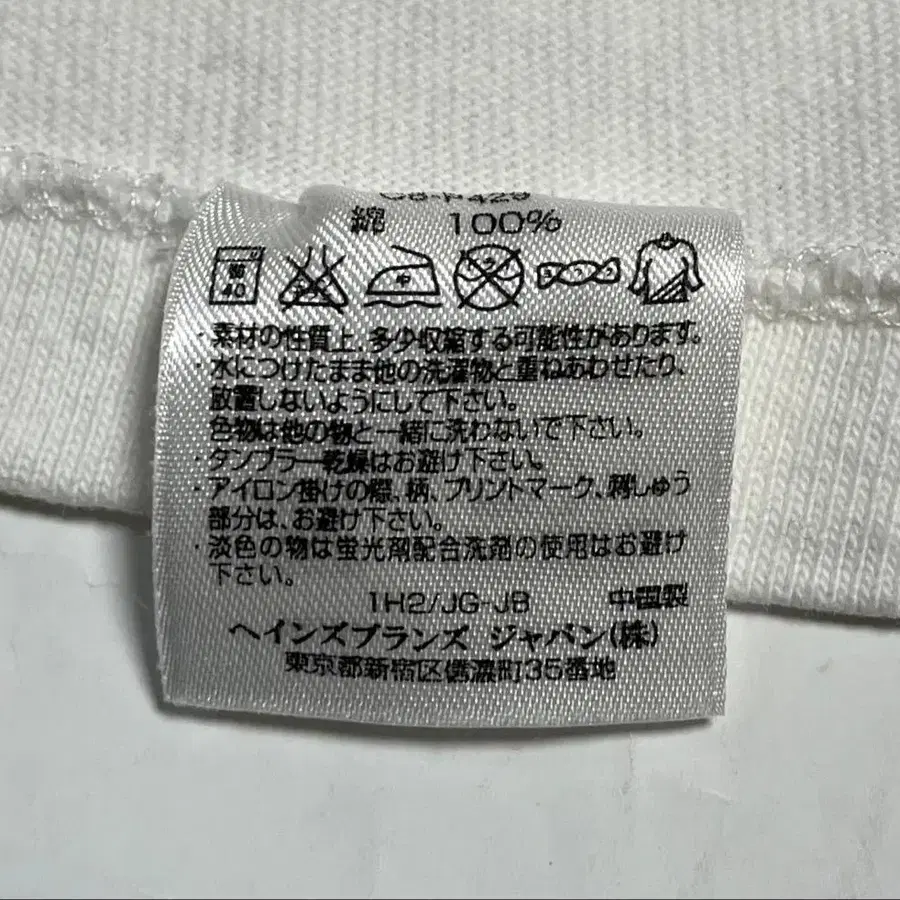 C8-F429
綿 100%
弱 40
中
・素材の性質上、多少収縮する可能性があります。
・水につけたまま他の洗濯物と重ねあわせたり、
放置しないようにして下さい。
色物は他の物と一緒に洗わないで下さい。
・タンブラー乾燥はお避け下さい。
・アイロン掛けの際、柄、プリントマーク、刺しゅう
部分は、お避け下さい。
・淡色の物は蛍光剤配合洗剤の使用はお避け
下さい。
1H2/JG-JB 中国製
ヘインズブランズ ジャパン(株)
東京都新宿区信濃町35番地